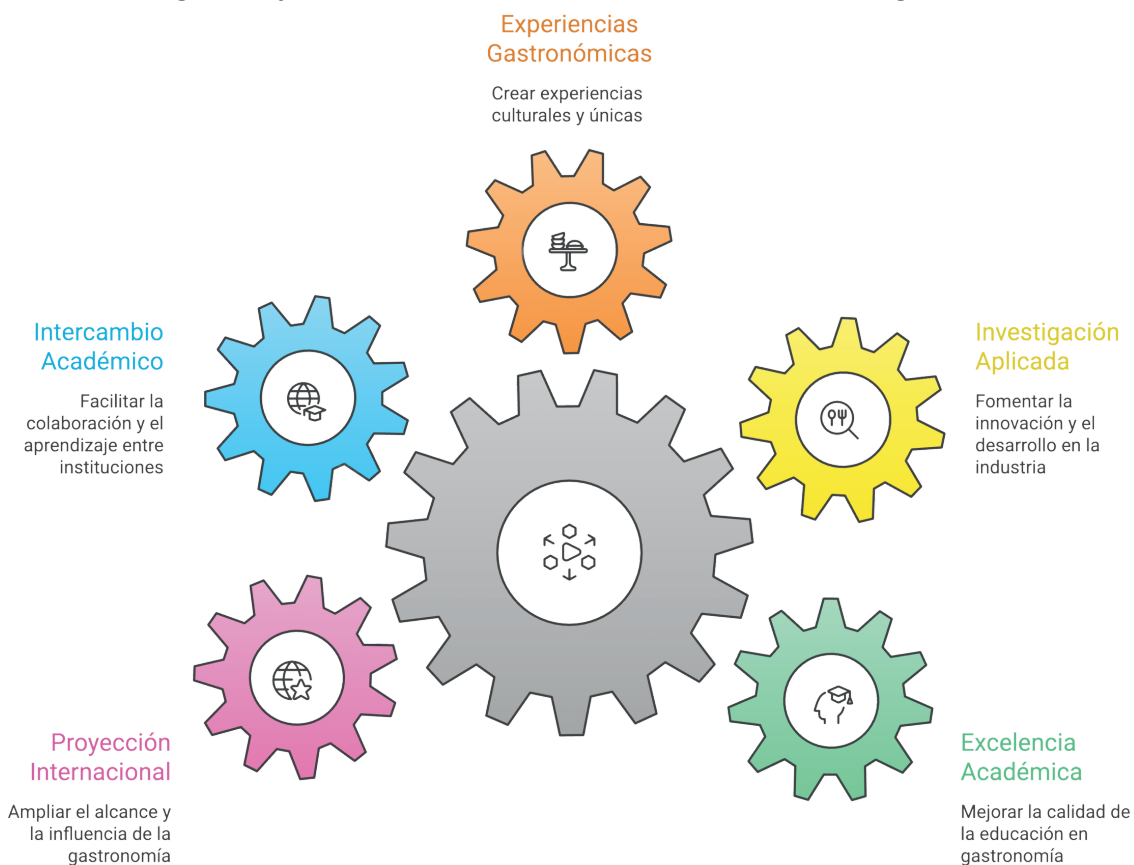 Experiencias
Gastronómicas
Crear experiencias
culturales y únicas
Intercambio
Académico
Facilitar la
colaboración y el
aprendizaje entre
instituciones
Investigación
Aplicada
Fomentar la
innovación y el
desarrollo en la
industria
Proyección
Internacional
Ampliar el alcance y
la influencia de la
gastronomía
Excelencia
Académica
Mejorar la calidad de
la educación en
gastronomía